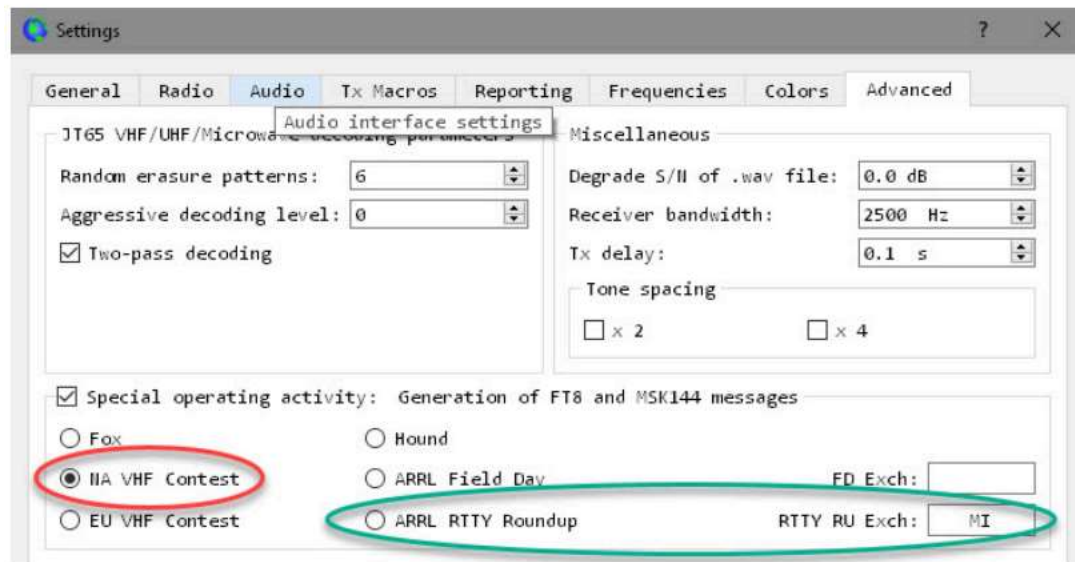 Settings ? ×
General Radio Audio Tx Macros Reporting Frequencies Colors Advanced
Audio interface settings
JT65 VHF/UHF/Microwave decoding parameters
Random erasure patterns: 6
Aggressive decoding level: 0
Two-pass decoding
Miscellaneous
Degrade S/N of .wav file: 0.0 dB
Receiver bandwidth: 2500 Hz
Tx delay: 0.1 s
Tone spacing
x 2 x 4
Special operating activity: Generation of FT8 and MSK144 messages
Fox Hound
NA VHF Contest ARRL Field Day FD Exch:
EU VHF Contest ARRL RTTY Roundup RTTY RU Exch: MI